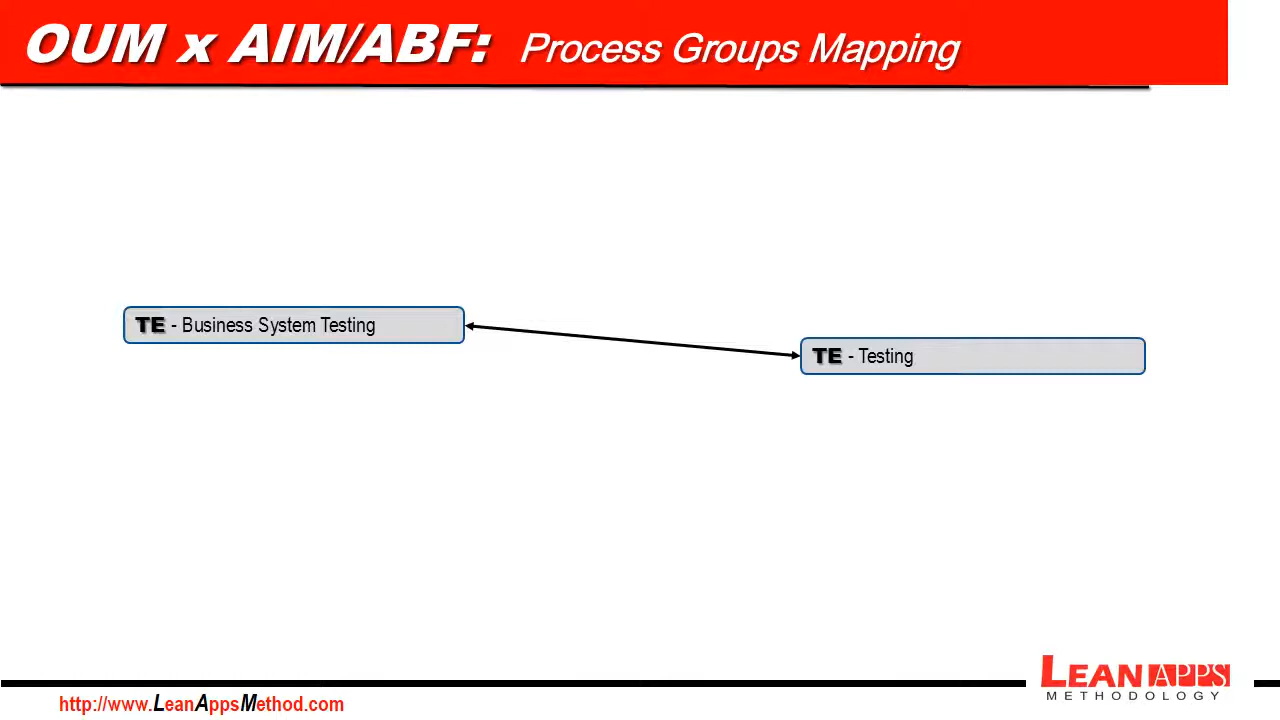 OUM x AIM/ABF: Process Groups Mapping
TE - Business System Testing
TE - Testing
LEAN APPS
METHODOLOGY
http://www.LeanAppsMethod.com